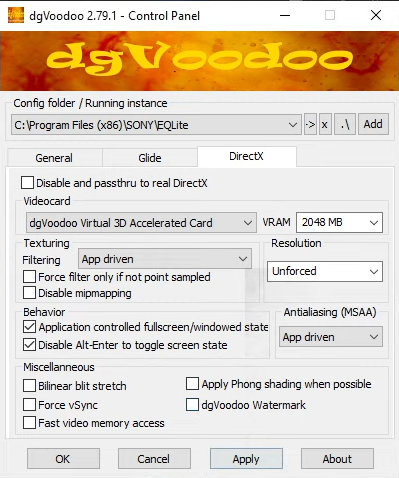 dgVoodoo 2.79.1 - Control Panel
dgVoodoo
Config folder / Running instance
C:\Program Files (x86)\SONY\EQLite -> x .\ Add
General Glide DirectX
Disable and passthru to real DirectX
Videocard
dgVoodoo Virtual 3D Accelerated Card VRAM 2048 MB
Texturing Resolution
Filtering App driven Unforced
Force filter only if not point sampled
Disable mipmapping
Behavior Antialiasing (MSAA)
Application controlled fullscreen/windowed state App driven
Disable Alt-Enter to toggle screen state
Miscellaneous
Bilinear blit stretch Apply Phong shading when possible
Force vSync dgVoodoo Watermark
Fast video memory access
OK Cancel Apply About